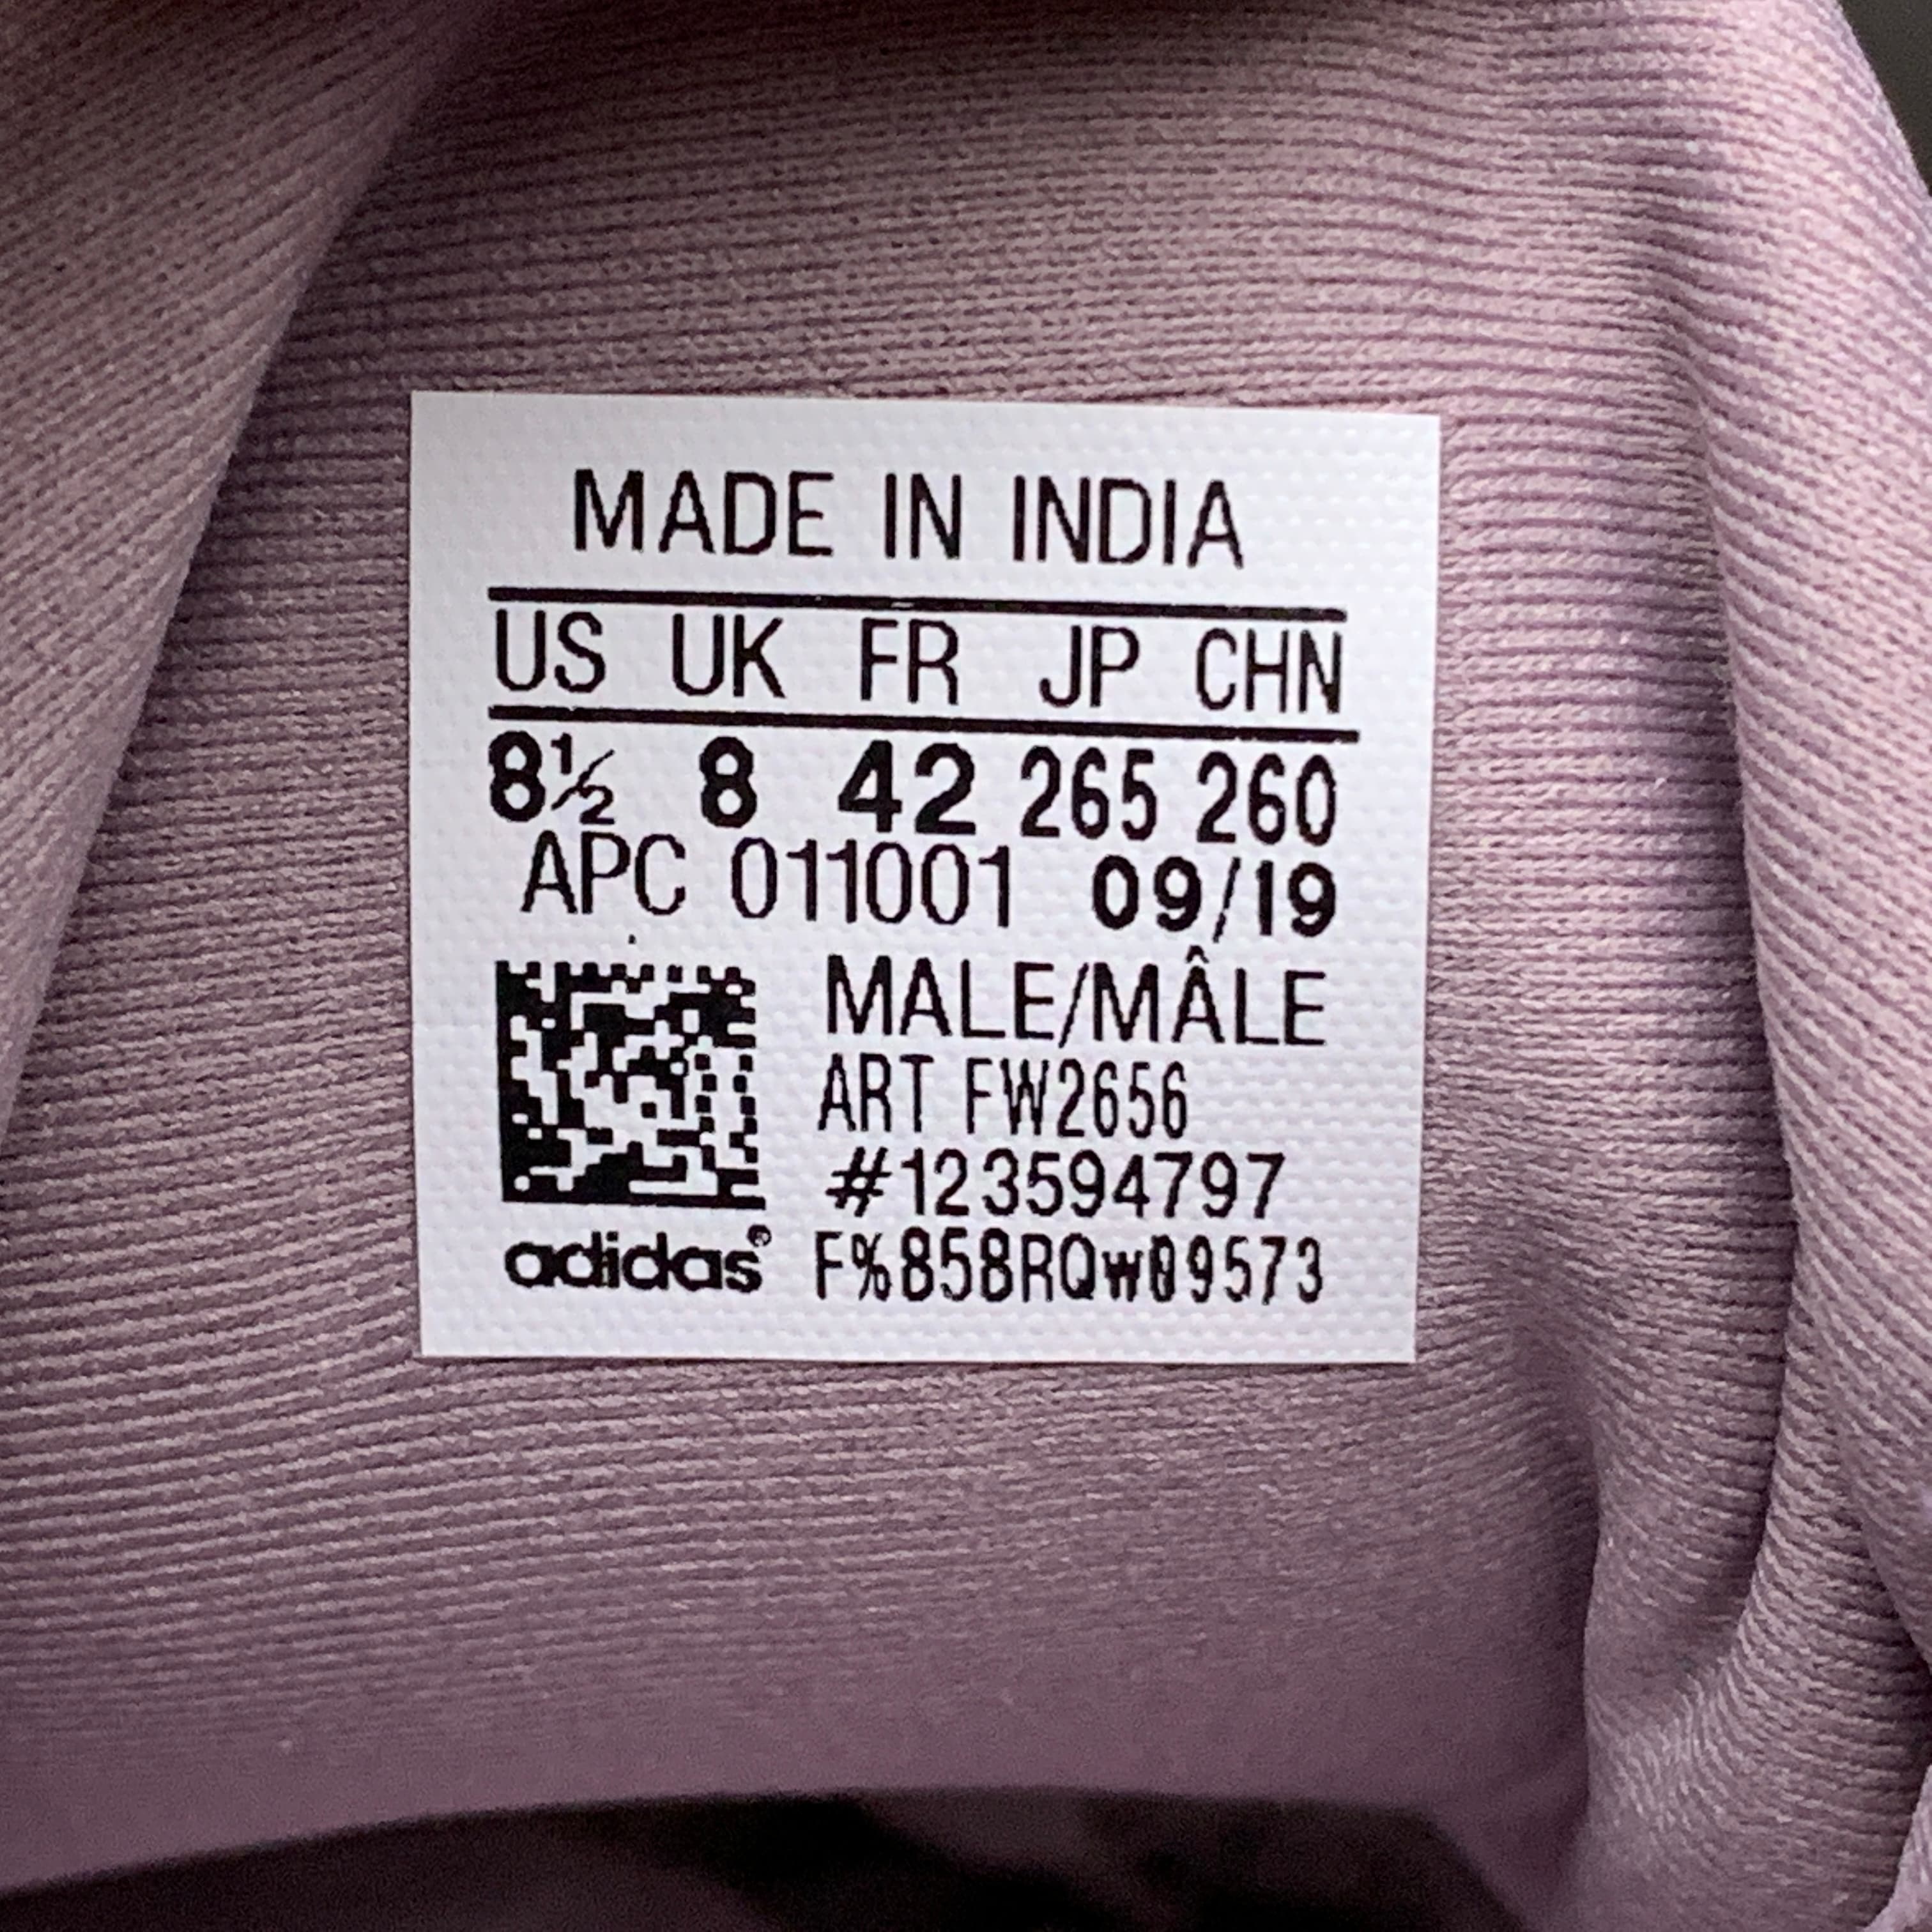 MADE IN INDIA
US UK FR JP CHN
8½ 8 42 265 260
APC 011001 09/19
MALE/MÂLE
ART FW2656
#123594797
adidas® F%858RQw09573